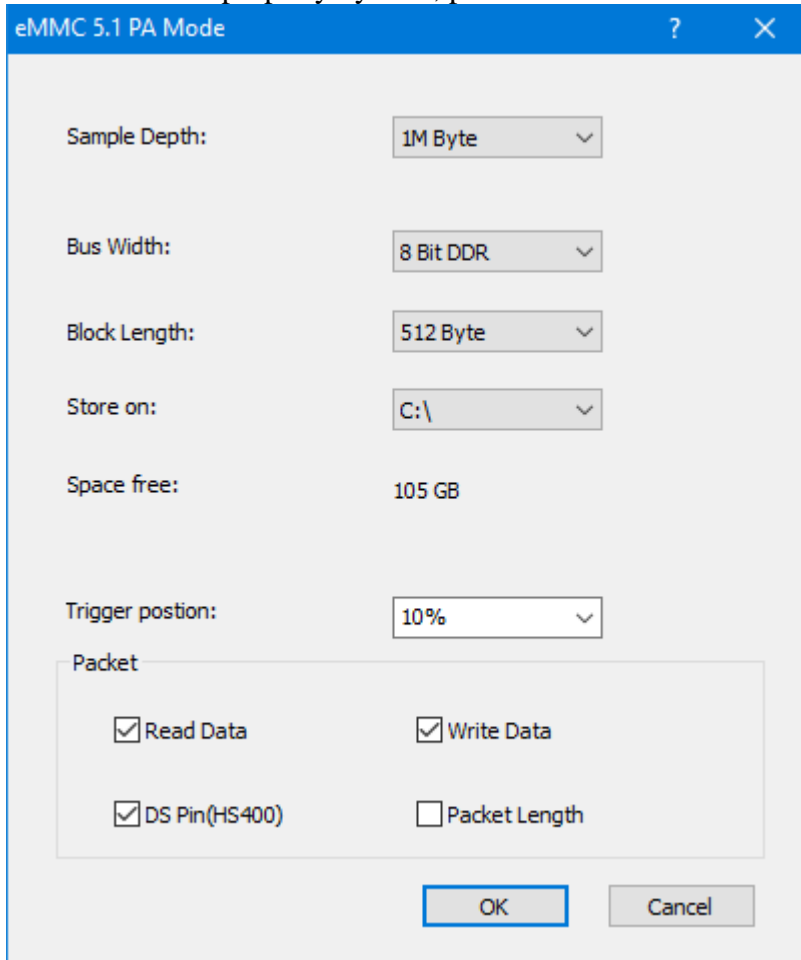 eMMC 5.1 PA Mode ?
Sample Depth: 1M Byte
Bus Width: 8 Bit DDR
Block Length: 512 Byte
Store on: C:\
Space free: 105 GB
Trigger postion: 10%
Packet
Read Data Write Data
DS Pin(HS400) Packet Length
OK Cancel